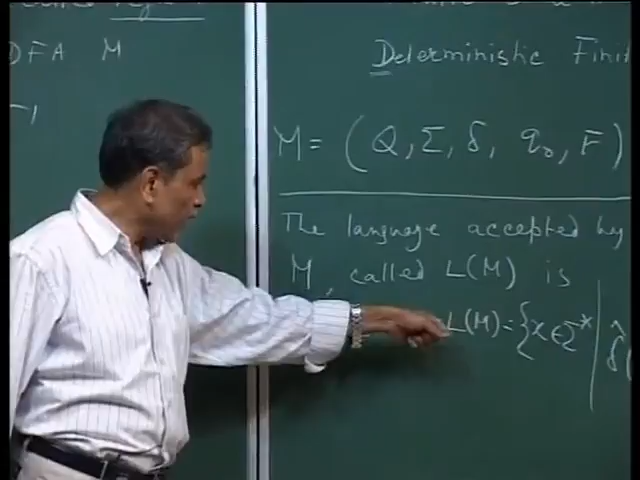 DFA M
Deterministic Finit
M = (Q, Σ, δ, q₀, F)
The language accepted by
M, called L(M) is
L(M) = {x ∈ Σ* | δ̂(